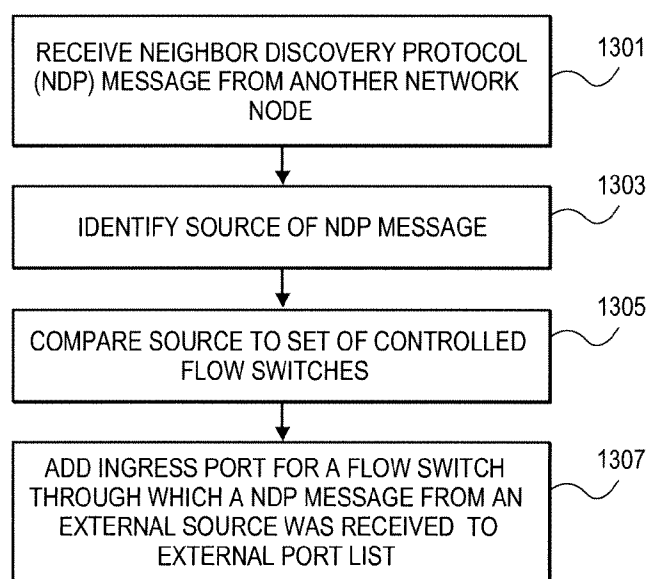 RECEIVE NEIGHBOR DISCOVERY PROTOCOL
(NDP) MESSAGE FROM ANOTHER NETWORK
NODE
1301
IDENTIFY SOURCE OF NDP MESSAGE
1303
COMPARE SOURCE TO SET OF CONTROLLED
FLOW SWITCHES
1305
ADD INGRESS PORT FOR A FLOW SWITCH
THROUGH WHICH A NDP MESSAGE FROM AN
EXTERNAL SOURCE WAS RECEIVED TO
EXTERNAL PORT LIST
1307